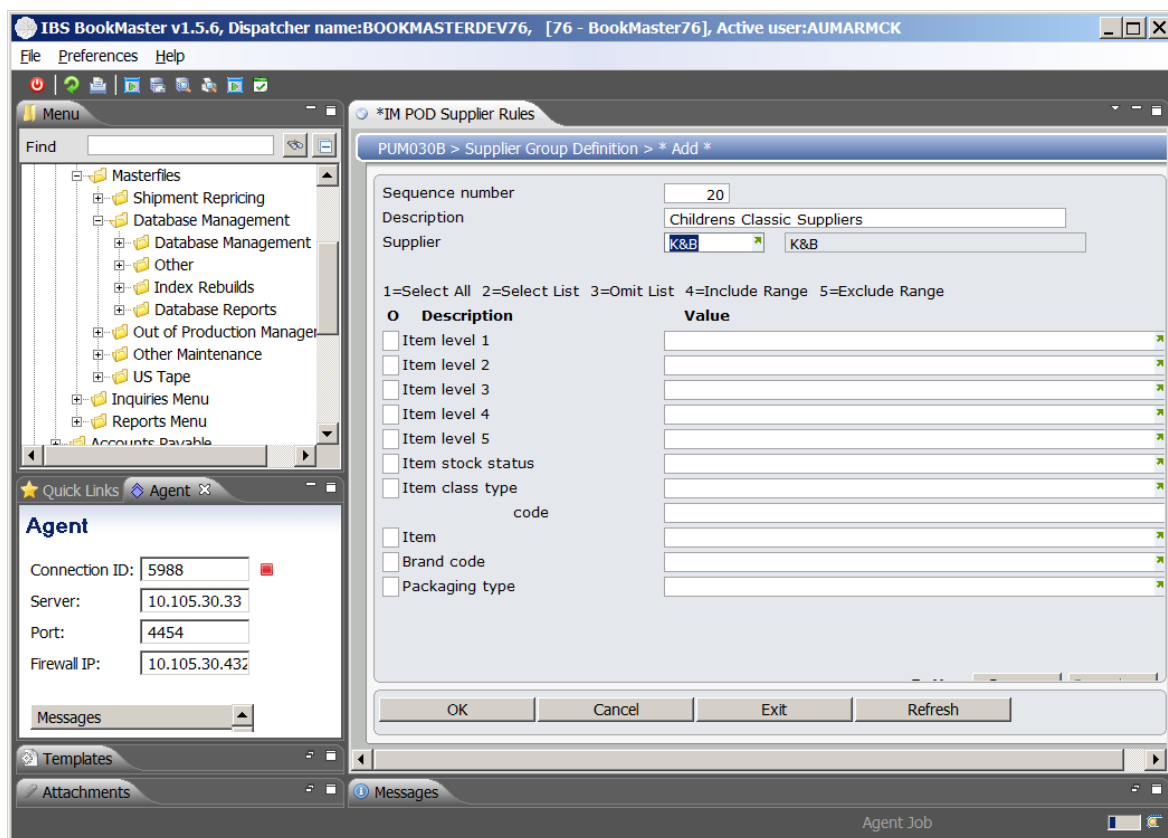 IBS BookMaster v1.5.6, Dispatcher name:BOOKMASTERDEV76, [76 - BookMaster76], Active user:AUMARMCK
File Preferences Help
Menu
Find
Masterfiles
Shipment Repricing
Database Management
Database Management
Other
Index Rebuilds
Database Reports
Out of Production Manager
Other Maintenance
US Tape
Inquiries Menu
Reports Menu
Accounts Payable
Quick Links Agent
Agent
Connection ID: 5988
Server: 10.105.30.33
Port: 4454
Firewall IP: 10.105.30.432
Messages
Templates
Attachments
*IM POD Supplier Rules
PUM030B > Supplier Group Definition > * Add *
Sequence number 20
Description Childrens Classic Suppliers
Supplier K&B K&B
1=Select All 2=Select List 3=Omit List 4=Include Range 5=Exclude Range
O Description Value
Item level 1
Item level 2
Item level 3
Item level 4
Item level 5
Item stock status
Item class type
code
Item
Brand code
Packaging type
OK Cancel Exit Refresh
Messages
Agent Job